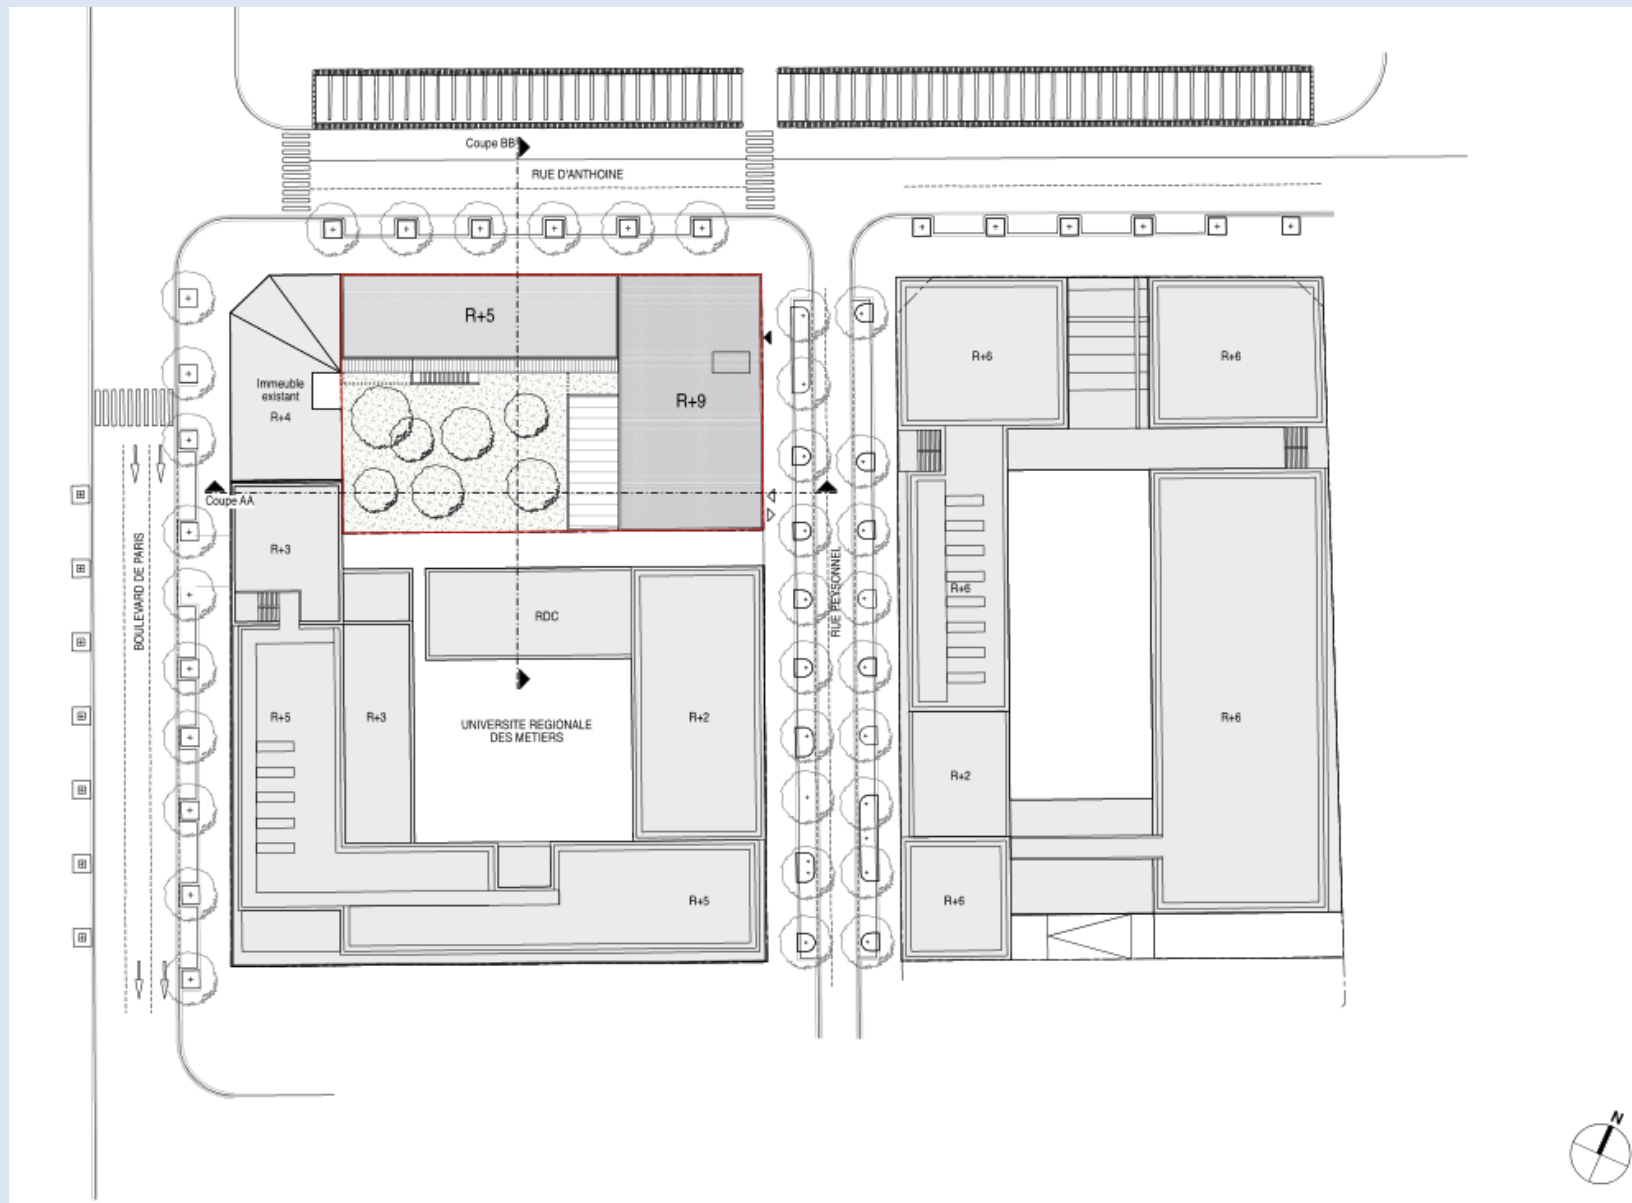 Coupe BB
RUE D'ANTHOINE
R+5
R+9
Immeuble
existant
R+4
R+6
R+6
Coupe AA
R+3
BOULEVARD DE PARIS
RUE PEYSONNEL
RDC
R+6
R+5
R+3
UNIVERSITE REGIONALE
DES METIERS
R+2
R+6
R+2
R+5
R+6
N